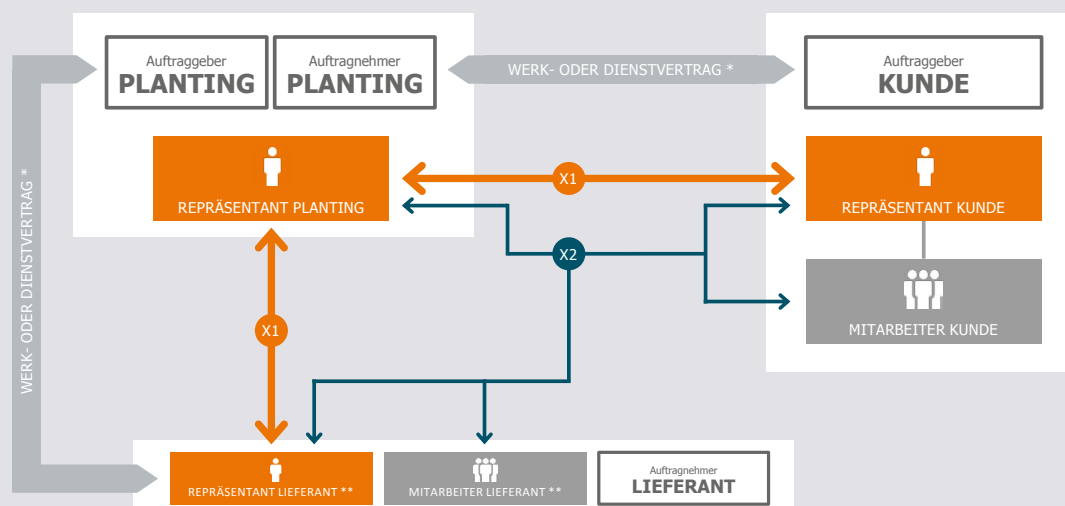 Auftraggeber
PLANTING
Auftragnehmer
PLANTING
WERK- ODER DIENSTVERTRAG *
Auftraggeber
KUNDE
REPRÄSENTANT PLANTING
X1
REPRÄSENTANT KUNDE
X2
MITARBEITER KUNDE
WERK- ODER DIENSTVERTRAG *
X1
REPRÄSENTANT LIEFERANT **
MITARBEITER LIEFERANT **
Auftragnehmer
LIEFERANT